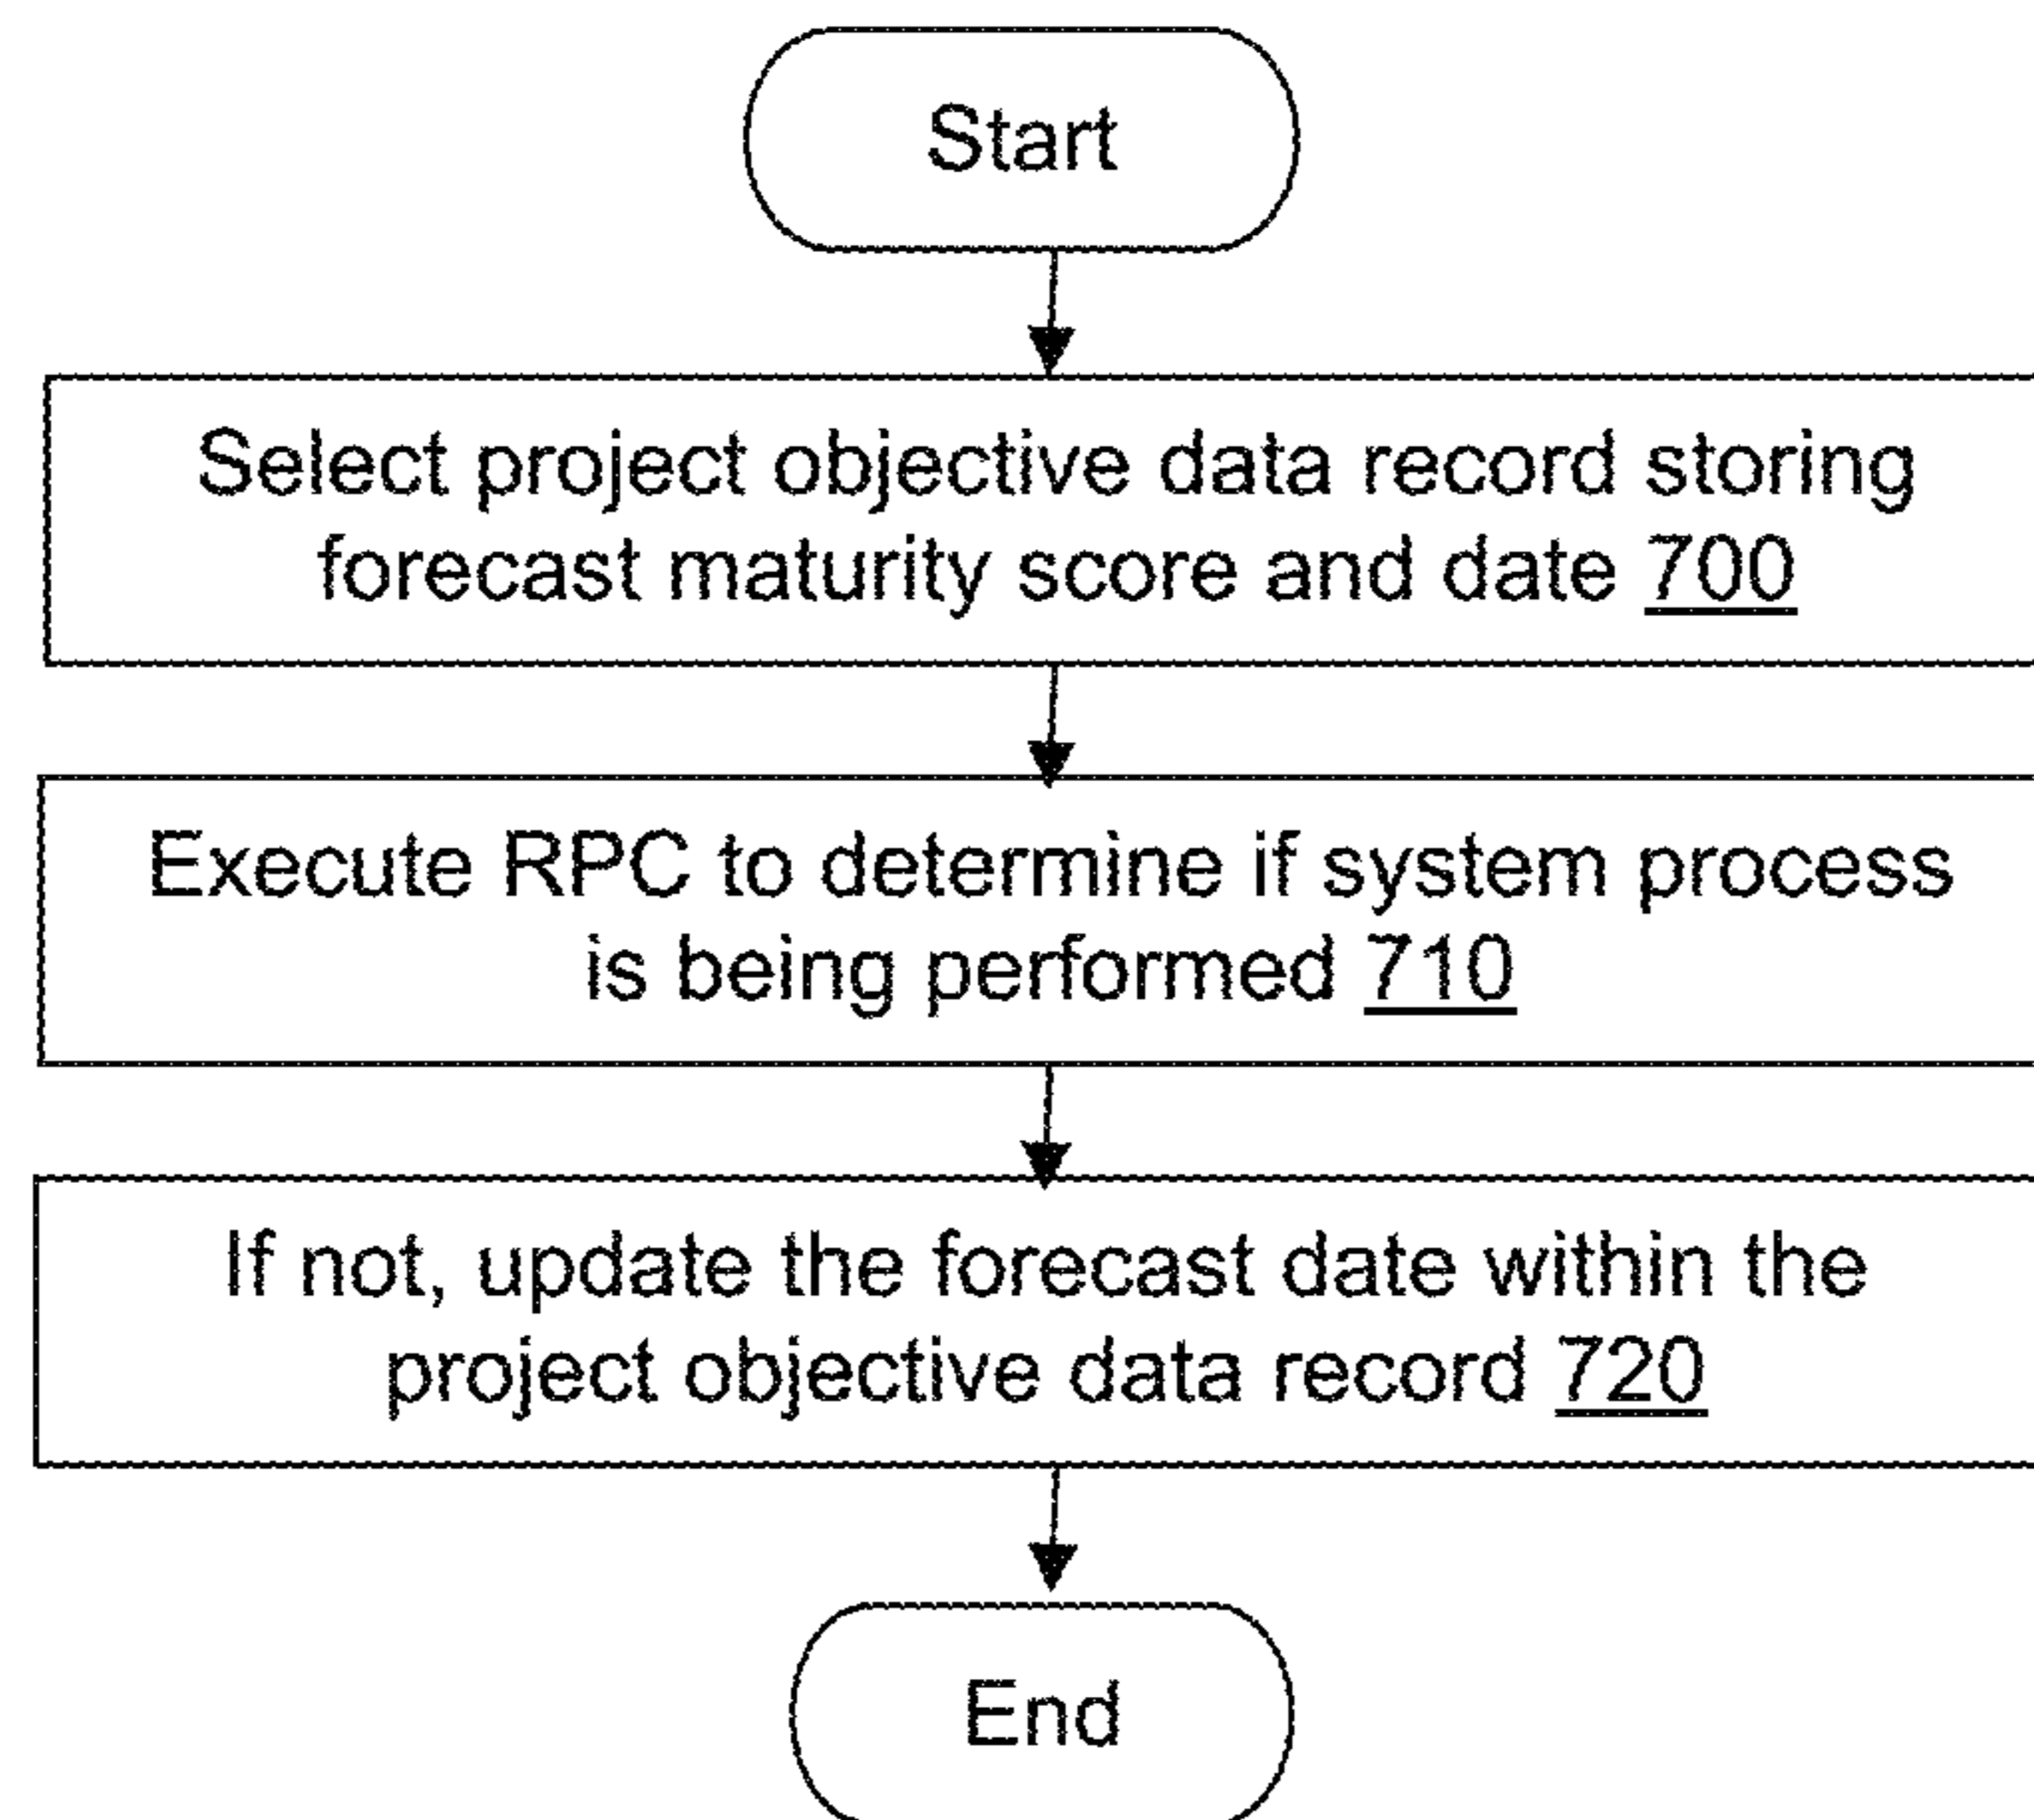 Start
Select project objective data record storing
forecast maturity score and date 700
Execute RPC to determine if system process
is being performed 710
If not, update the forecast date within the
project objective data record 720
End